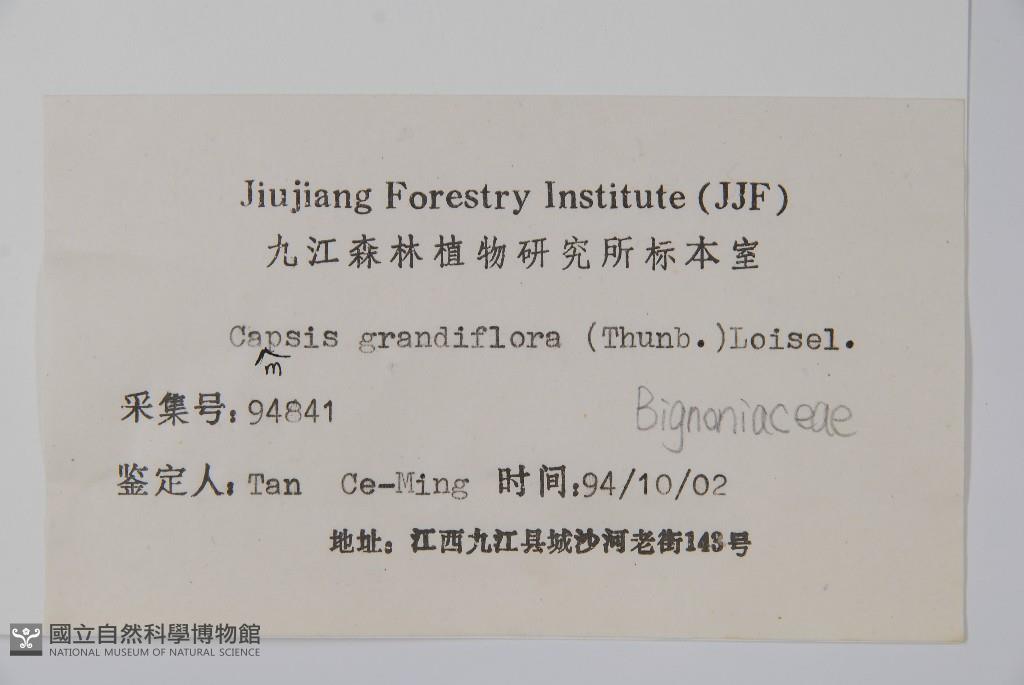 Jiujiang Forestry Institute (JJF)
九江森林植物研究所标本室
Capsis grandiflora (Thunb.)Loisel.
m
采集号：94841
Bignoniaceae
鉴定人：Tan Ce-Ming 时间：94/10/02
地址：江西九江县城沙河老街143号
國立自然科學博物館
NATIONAL MUSEUM OF NATURAL SCIENCE